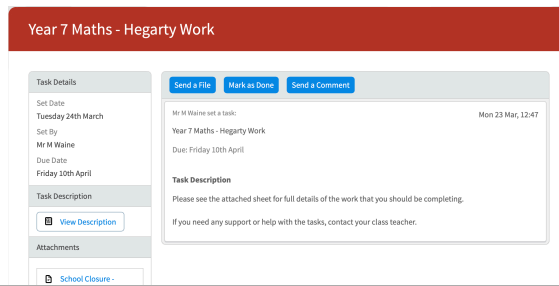 Year 7 Maths - Hegarty Work
Task Details
Set Date
Tuesday 24th March
Set By
Mr M Waine
Due Date
Friday 10th April
Task Description
View Description
Attachments
School Closure -
Send a File
Mark as Done
Send a Comment
Mr M Waine set a task:
Mon 23 Mar, 12:47
Year 7 Maths - Hegarty Work
Due: Friday 10th April
Task Description
Please see the attached sheet for full details of the work that you should be completing.
If you need any support or help with the tasks, contact your class teacher.